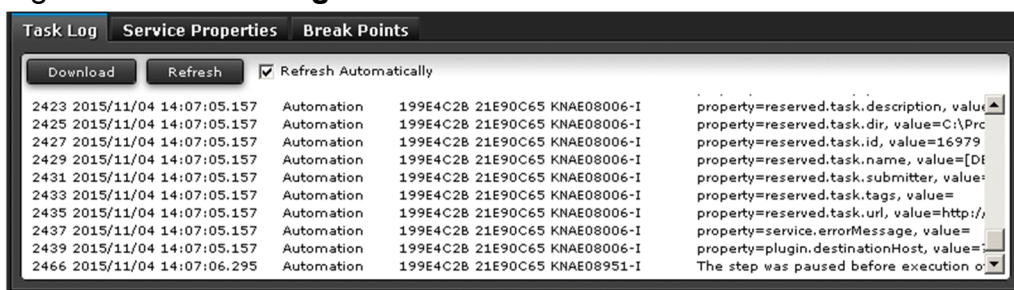 Task Log Service Properties Break Points
Download Refresh Refresh Automatically
2423 2015/11/04 14:07:05.157 Automation 199E4C2B 21E90C65 KNAE08006-I property=reserved.task.description, value
2425 2015/11/04 14:07:05.157 Automation 199E4C2B 21E90C65 KNAE08006-I property=reserved.task.dir, value=C:\Pro
2427 2015/11/04 14:07:05.157 Automation 199E4C2B 21E90C65 KNAE08006-I property=reserved.task.id, value=16979
2429 2015/11/04 14:07:05.157 Automation 199E4C2B 21E90C65 KNAE08006-I property=reserved.task.name, value=[DE
2431 2015/11/04 14:07:05.157 Automation 199E4C2B 21E90C65 KNAE08006-I property=reserved.task.submitter, value=
2433 2015/11/04 14:07:05.157 Automation 199E4C2B 21E90C65 KNAE08006-I property=reserved.task.tags, value=
2435 2015/11/04 14:07:05.157 Automation 199E4C2B 21E90C65 KNAE08006-I property=reserved.task.url, value=http:/
2437 2015/11/04 14:07:05.157 Automation 199E4C2B 21E90C65 KNAE08006-I property=service.errorMessage, value=
2439 2015/11/04 14:07:05.157 Automation 199E4C2B 21E90C65 KNAE08006-I property=plugin.destinationHost, value=
2466 2015/11/04 14:07:06.295 Automation 199E4C2B 21E90C65 KNAE08951-I The step was paused before execution